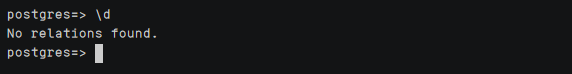 postgres=> \d
No relations found.
postgres=>